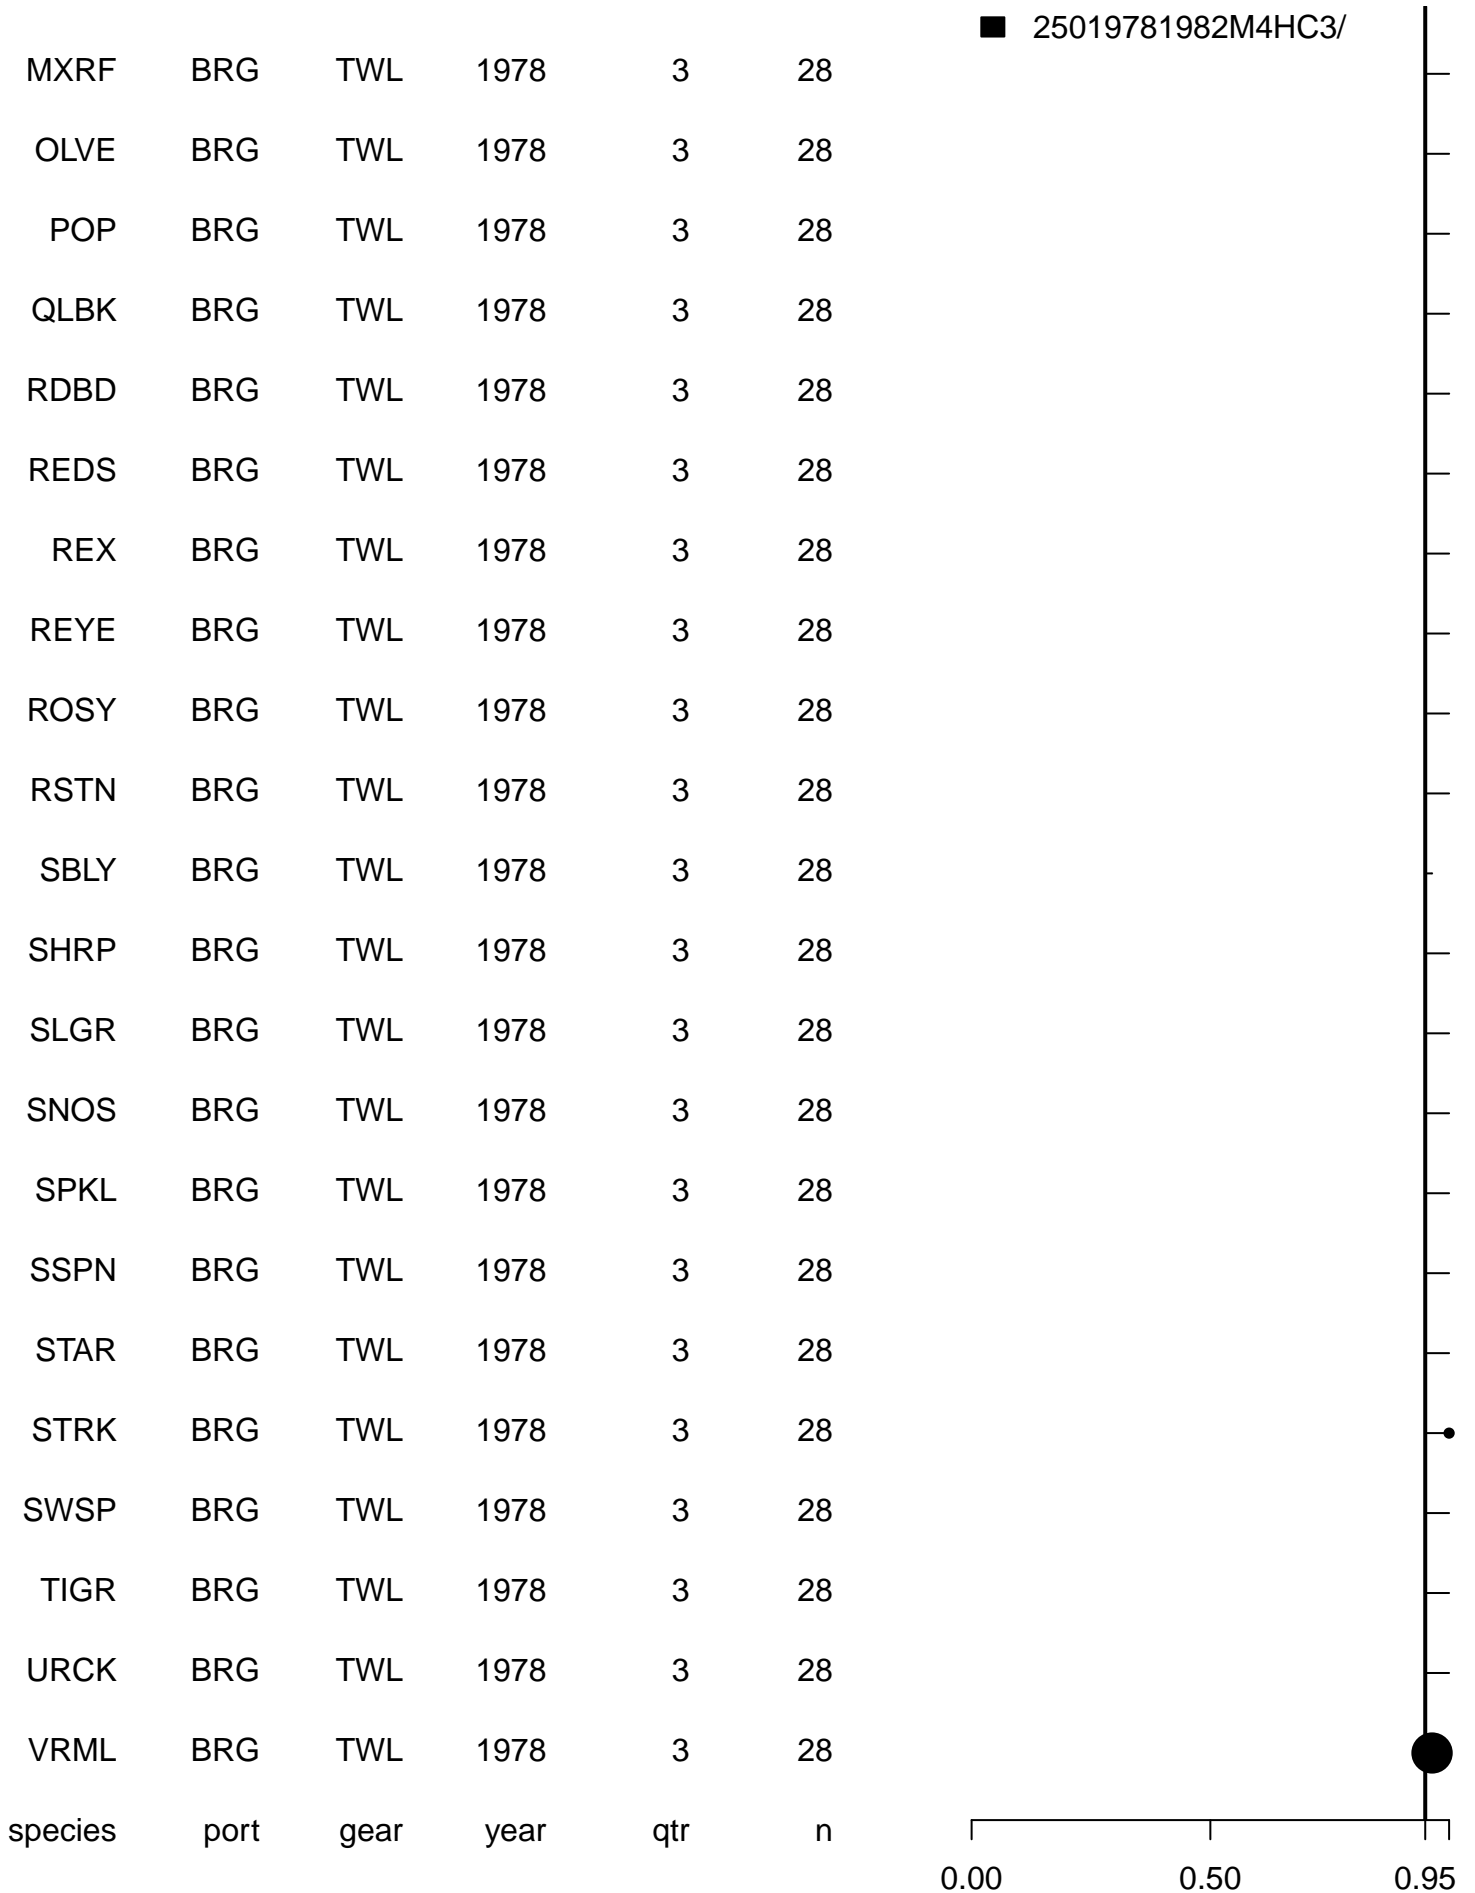 25019781982M4HC3/
MXRF BRG TWL 1978 3 28
OLVE BRG TWL 1978 3 28
POP BRG TWL 1978 3 28
QLBK BRG TWL 1978 3 28
RDBD BRG TWL 1978 3 28
REDS BRG TWL 1978 3 28
REX BRG TWL 1978 3 28
REYE BRG TWL 1978 3 28
ROSY BRG TWL 1978 3 28
RSTN BRG TWL 1978 3 28
SBLY BRG TWL 1978 3 28
SHRP BRG TWL 1978 3 28
SLGR BRG TWL 1978 3 28
SNOS BRG TWL 1978 3 28
SPKL BRG TWL 1978 3 28
SSPN BRG TWL 1978 3 28
STAR BRG TWL 1978 3 28
STRK BRG TWL 1978 3 28
SWSP BRG TWL 1978 3 28
TIGR BRG TWL 1978 3 28
URCK BRG TWL 1978 3 28
VRML BRG TWL 1978 3 28
species port gear year qtr n
0.00 0.50 0.95